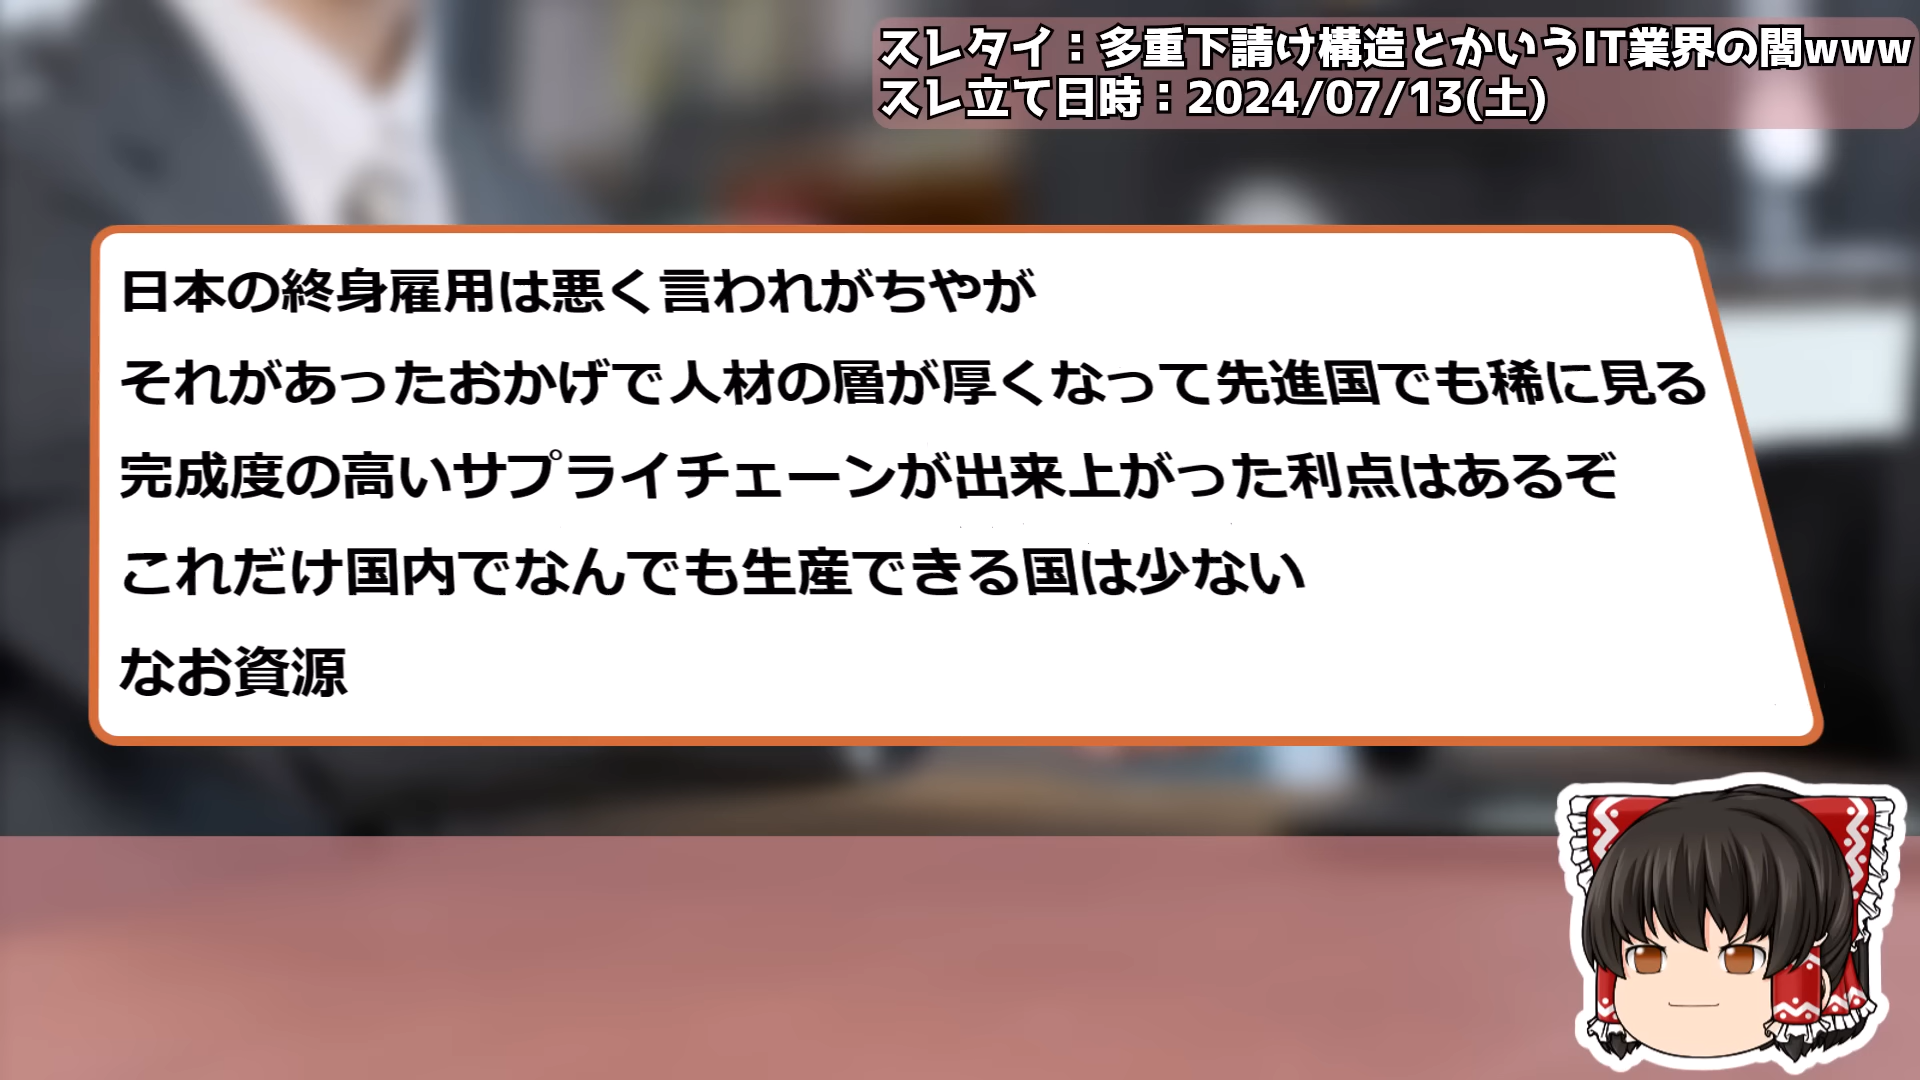 スレタイ：多重下請け構造とかいうIT業界の闇www
スレ立て日時：2024/07/13(土)
日本の終身雇用は悪く言われがちやが
それがあったおかげで人材の層が厚くなって先進国でも稀に見る
完成度の高いサプライチェーンが出来上がった利点はあるぞ
これだけ国内でなんでも生産できる国は少ない
なお資源